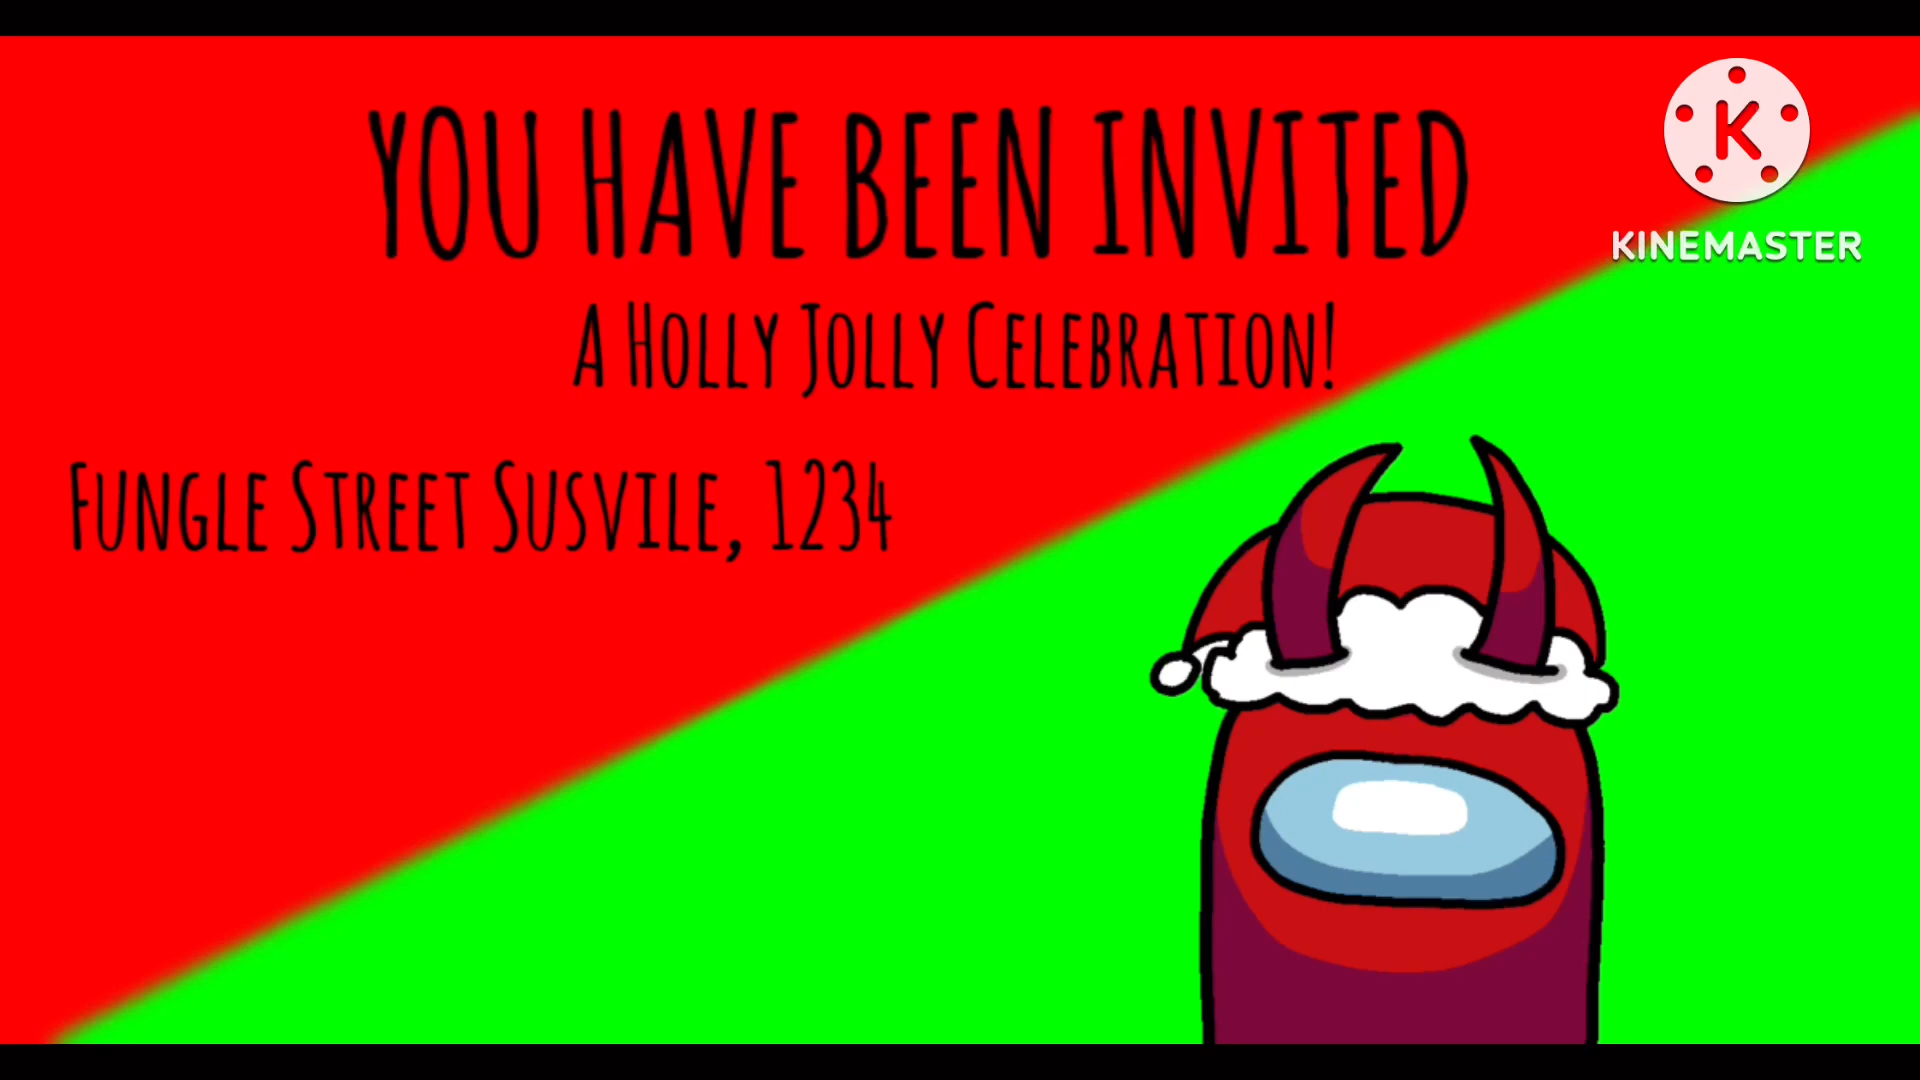 YOU HAVE BEEN INVITED
A HOLLY JOLLY CELEBRATION!
FUNGLE STREET SUSVILE, 1234
K
KINEMASTER